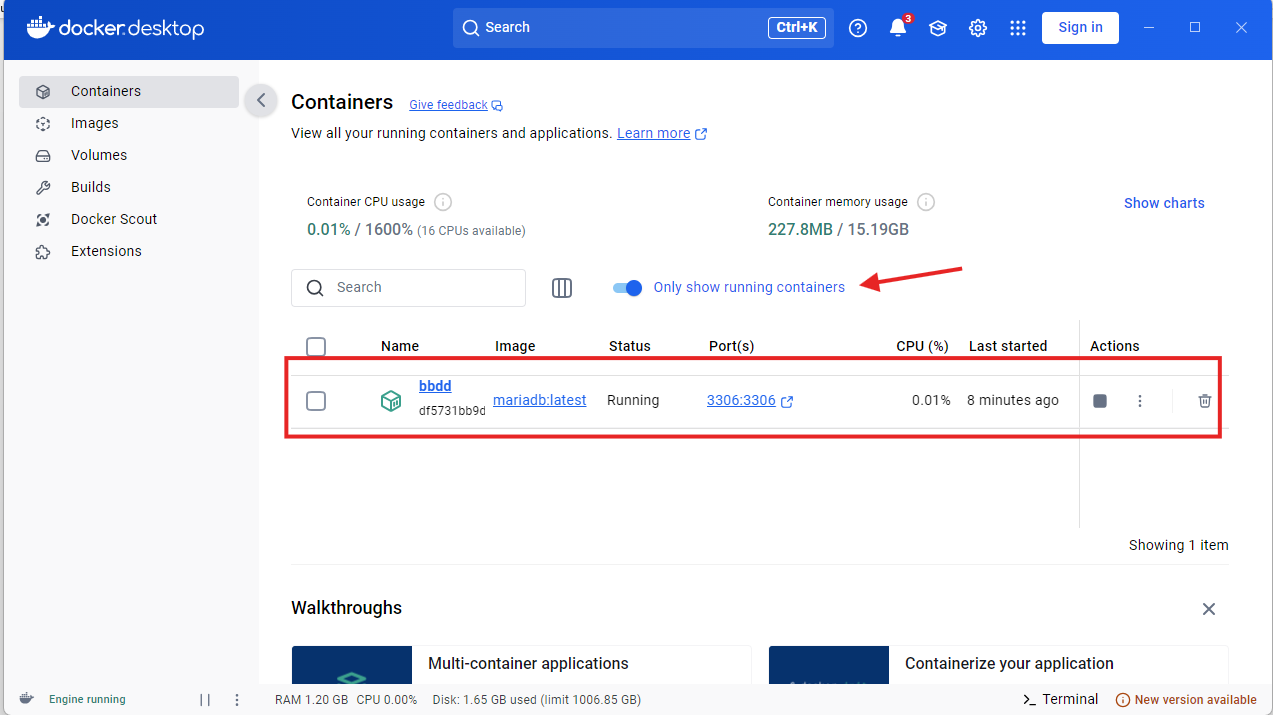 docker.desktop
Search
Ctrl+K
3
Sign in
Containers
Images
Volumes
Builds
Docker Scout
Extensions
Containers Give feedback
View all your running containers and applications. Learn more
Container CPU usage
0.01% / 1600% (16 CPUs available)
Container memory usage
227.8MB / 15.19GB
Show charts
Search
Only show running containers
Name Image Status Port(s) CPU (%) Last started Actions
bbdd
df5731bb9d
mariadb:latest Running 3306:3306 0.01% 8 minutes ago
Showing 1 item
Walkthroughs
Multi-container applications
Containerize your application
Engine running
RAM 1.20 GB CPU 0.00% Disk: 1.65 GB used (limit 1006.85 GB)
Terminal
New version available